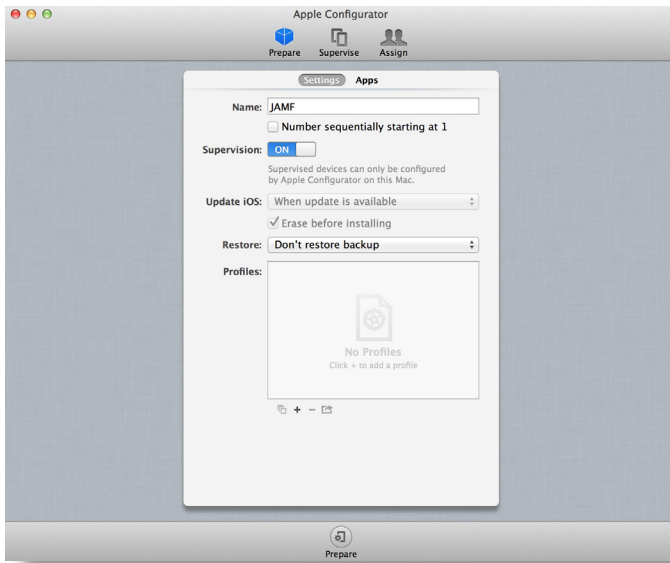 Apple Configurator
Prepare Supervise Assign
Settings Apps
Name: JAMF
Number sequentially starting at 1
Supervision: ON
Supervised devices can only be configured
by Apple Configurator on this Mac.
Update iOS: When update is available
Erase before installing
Restore: Don't restore backup
Profiles:
No Profiles
Click + to add a profile
Prepare